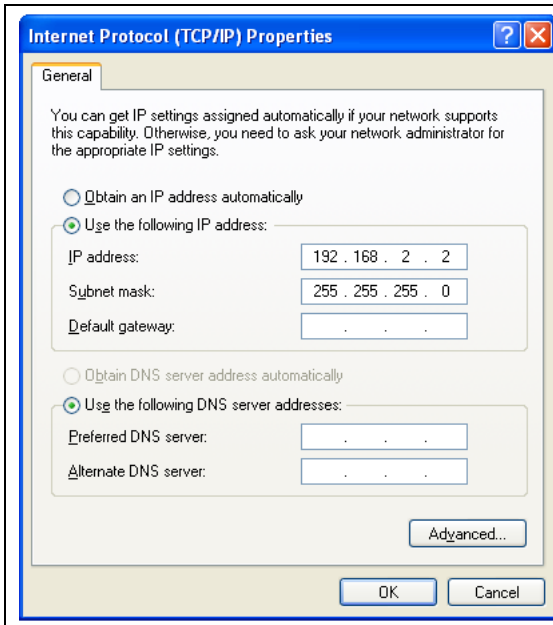 Internet Protocol (TCP/IP) Properties
General
You can get IP settings assigned automatically if your network supports
this capability. Otherwise, you need to ask your network administrator for
the appropriate IP settings.
Obtain an IP address automatically
Use the following IP address:
IP address: 192 . 168 . 2 . 2
Subnet mask: 255 . 255 . 255 . 0
Default gateway: . . .
Obtain DNS server address automatically
Use the following DNS server addresses:
Preferred DNS server: . . .
Alternate DNS server: . . .
Advanced...
OK Cancel